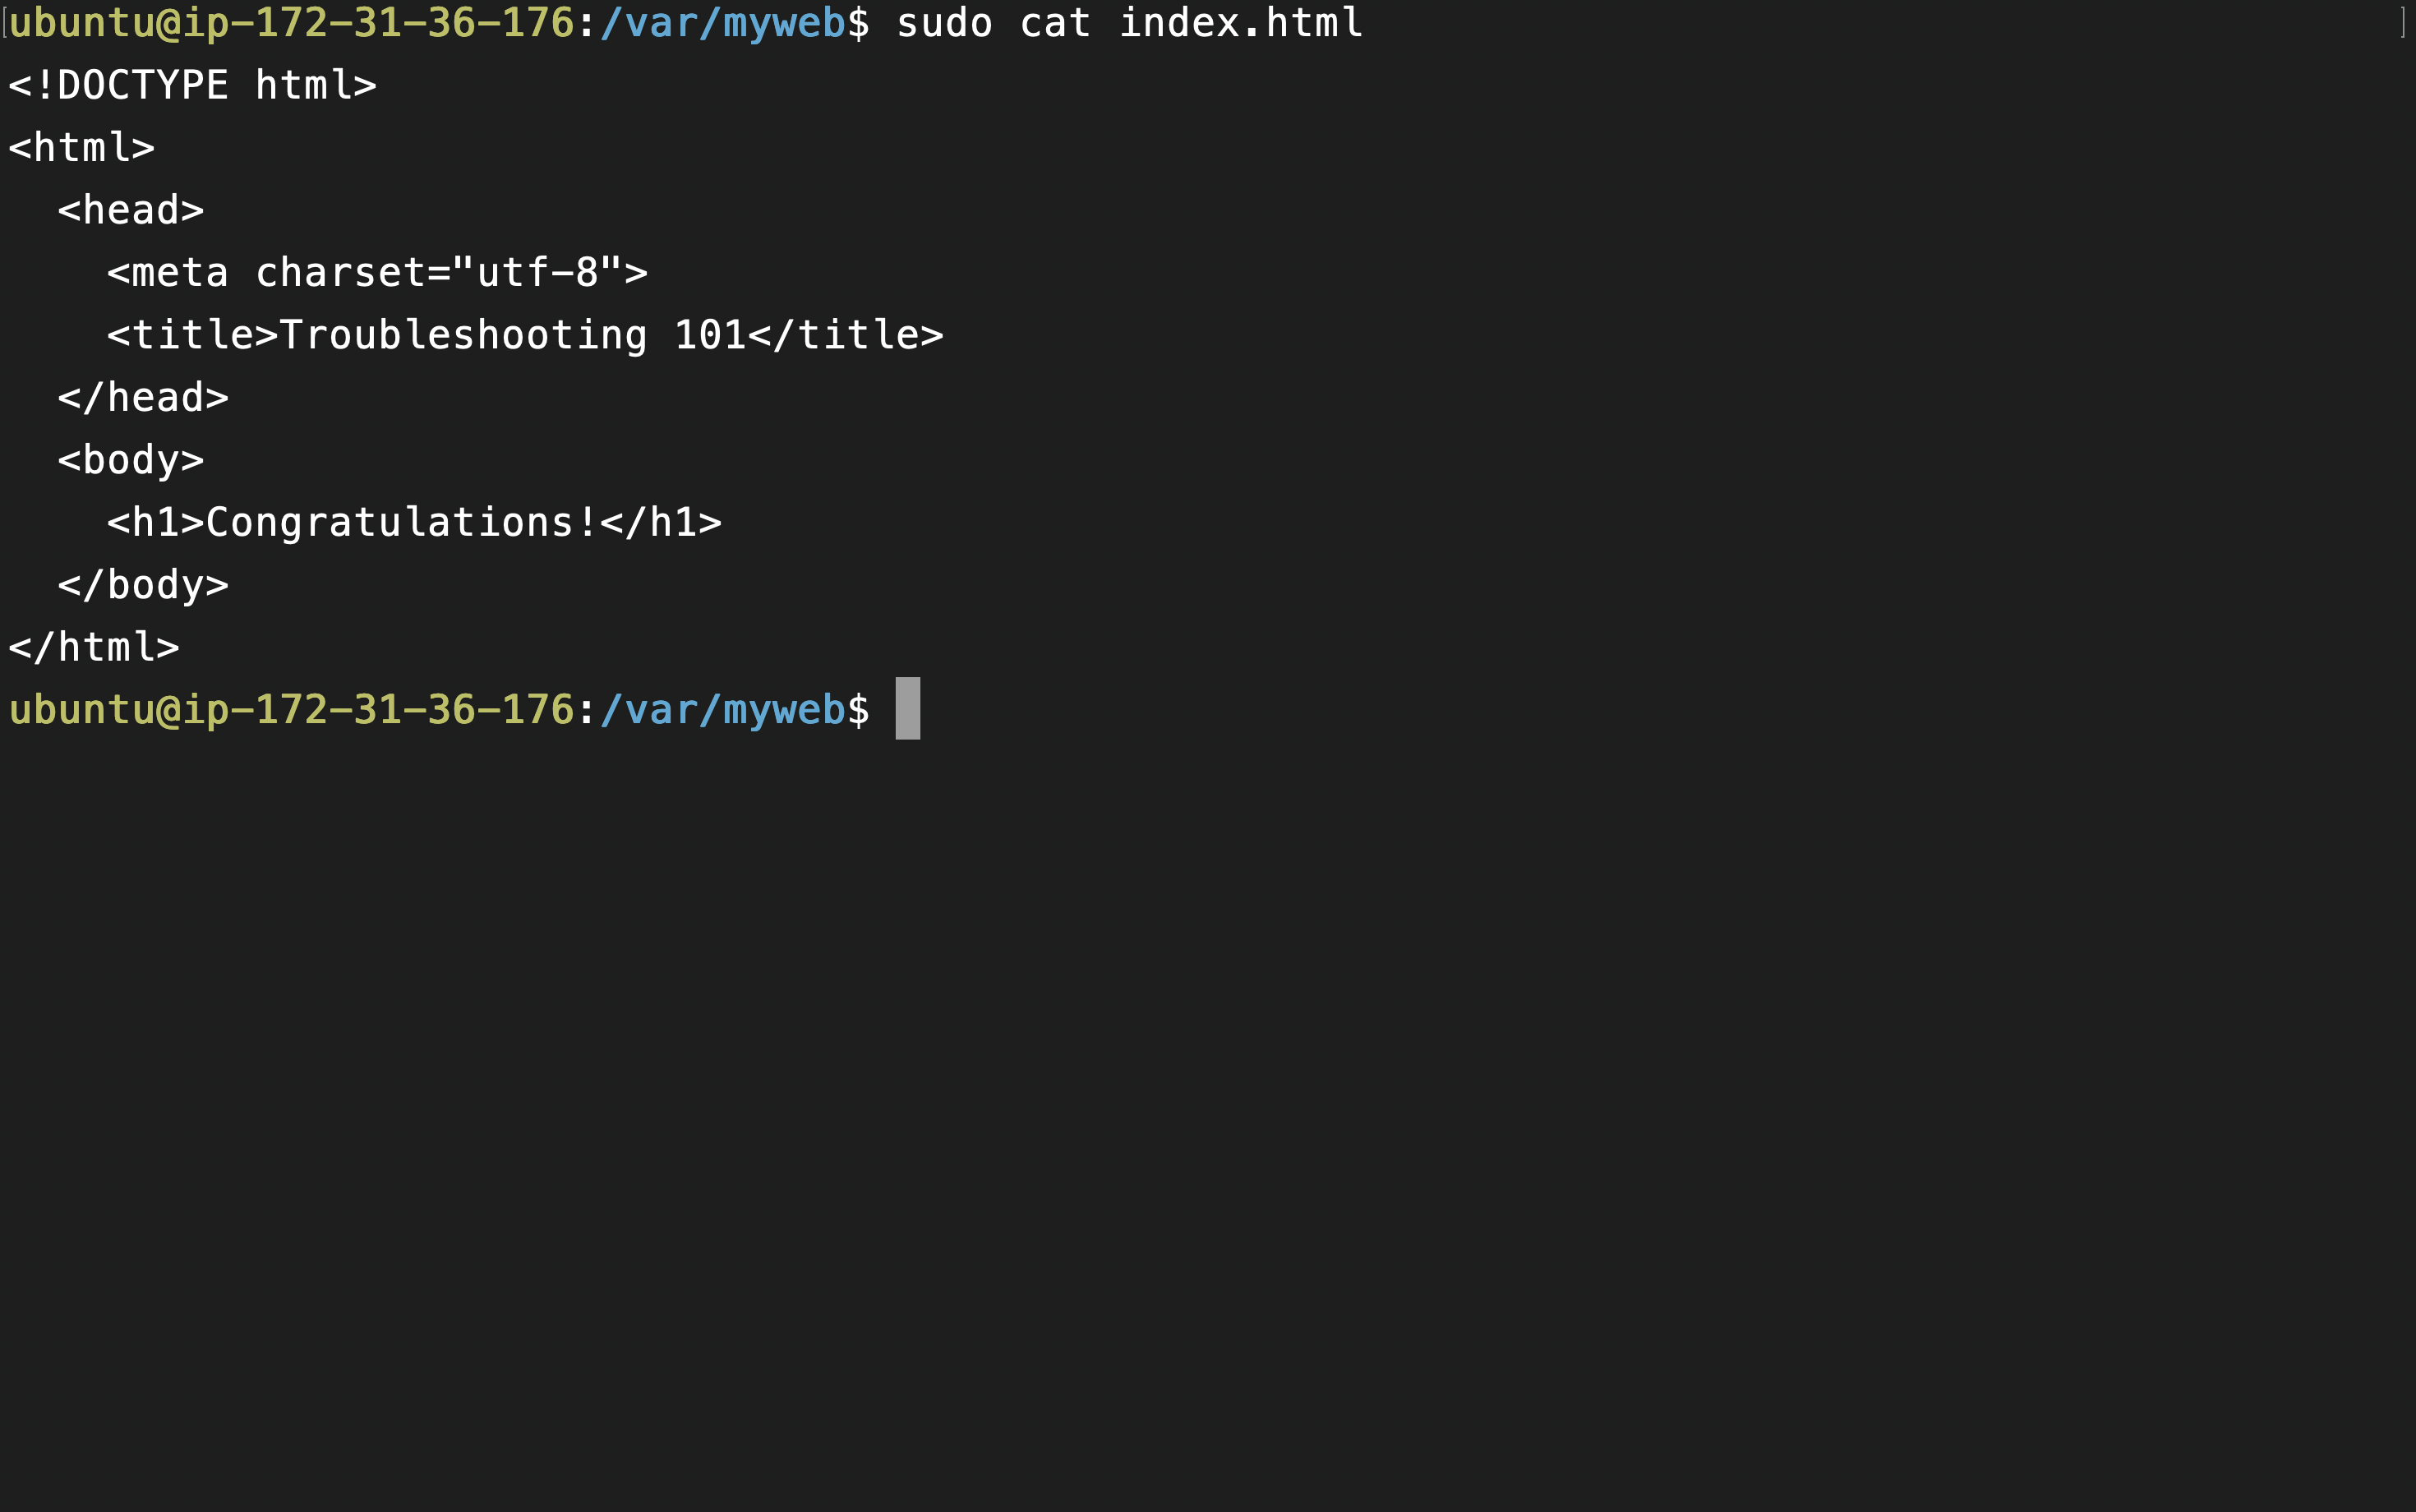 [ubuntu@ip-172-31-36-176:/var/myweb$ sudo cat index.html ]
<!DOCTYPE html>
<html>
  <head>
    <meta charset="utf-8">
    <title>Troubleshooting 101</title>
  </head>
  <body>
    <h1>Congratulations!</h1>
  </body>
</html>
ubuntu@ip-172-31-36-176:/var/myweb$